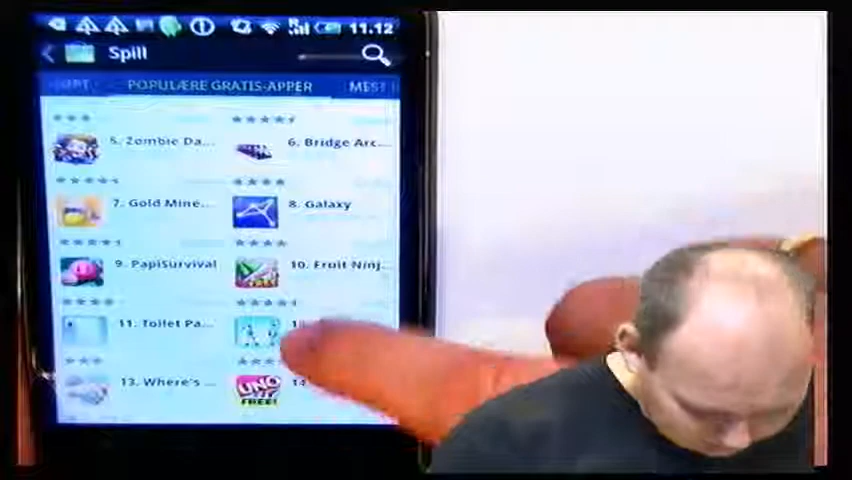 11.12
Spill
POPULÆRE GRATIS-APPER
MEST
5. Zombie Da...
6. Bridge Arc...
7. Gold Mine...
8. Galaxy
9. PapiSurvival
10. Fruit Ninj...
11. Toilet Pa...
13. Where's ...
UNO
FREE!
14